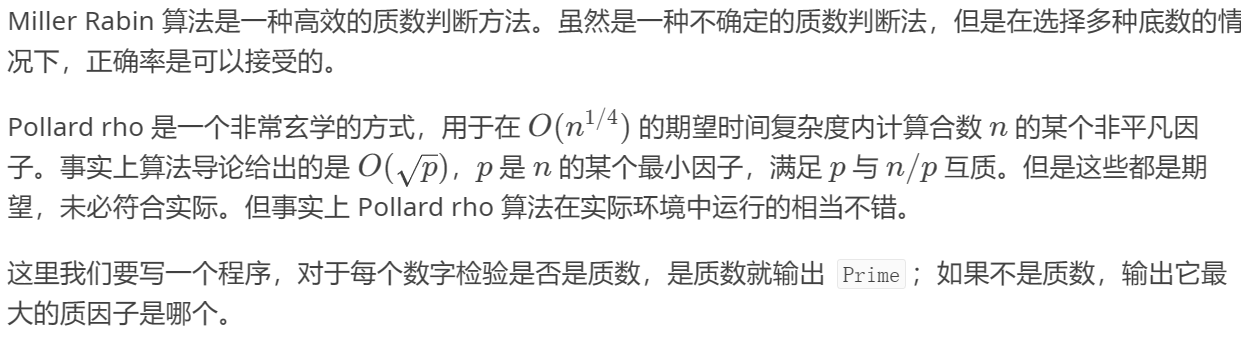 Miller Rabin 算法是一种高效的质数判断方法。虽然是一种不确定的质数判断法，但是在选择多种底数的情
况下，正确率是可以接受的。
Pollard rho 是一个非常玄学的方式，用于在 O(n^{1/4}) 的期望时间复杂度内计算合数 n 的某个非平凡因
子。事实上算法导论给出的是 O(√p)，p 是 n 的某个最小因子，满足 p 与 n/p 互质。但是这些都是期
望，未必符合实际。但事实上 Pollard rho 算法在实际环境中运行的相当不错。
这里我们要写一个程序，对于每个数字检验是否是质数，是质数就输出 Prime；如果不是质数，输出它最
大的质因子是哪个。